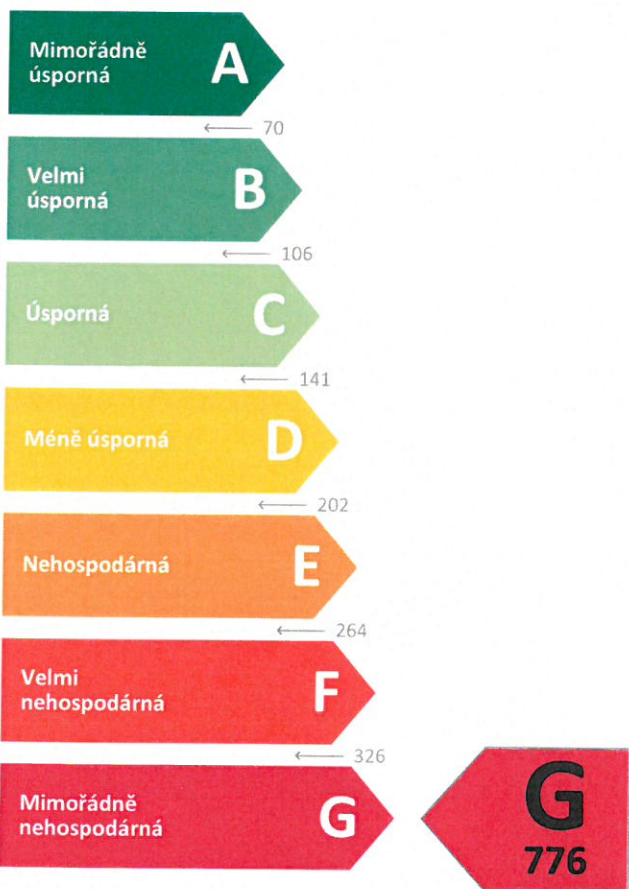 Mimořádně
úsporná
A
← 70
Velmi
úsporná
B
← 106
Úsporná
C
← 141
Méně úsporná
D
← 202
Nehospodárná
E
← 264
Velmi
nehospodárná
F
← 326
Mimořádně
nehospodárná
G
G
776